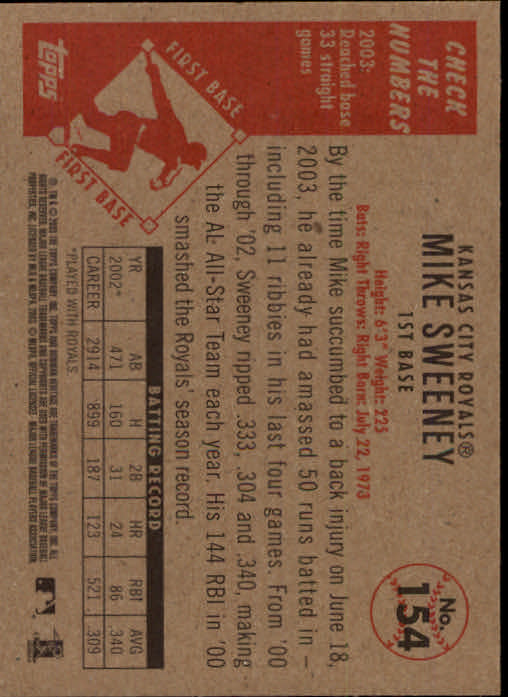 CHECK
THE
NUMBERS
2003:
Reached base
33 straight
games
FIRST BASE
FIRST BASE
topps
KANSAS CITY ROYALS®
MIKE SWEENEY
1ST BASE
Height: 6'3" Weight: 225
Bats: Right Throws: Right Born: July 22, 1973
No.
154
By the time Mike succumbed to a back injury on June 18,
2003, he already had amassed 50 runs batted in –
including 11 ribbies in his last four games. From '00
through '02, Sweeney ripped .333, .304 and .340, making
the AL All-Star Team each year. His 144 RBI in '00
smashed the Royals' season record.
BATTING RECORD
YR AB H 2B HR RBI AVG
2002* 471 160 31 24 86 .340
CAREER 2914 899 187 123 521 .309
*PLAYED WITH ROYALS.